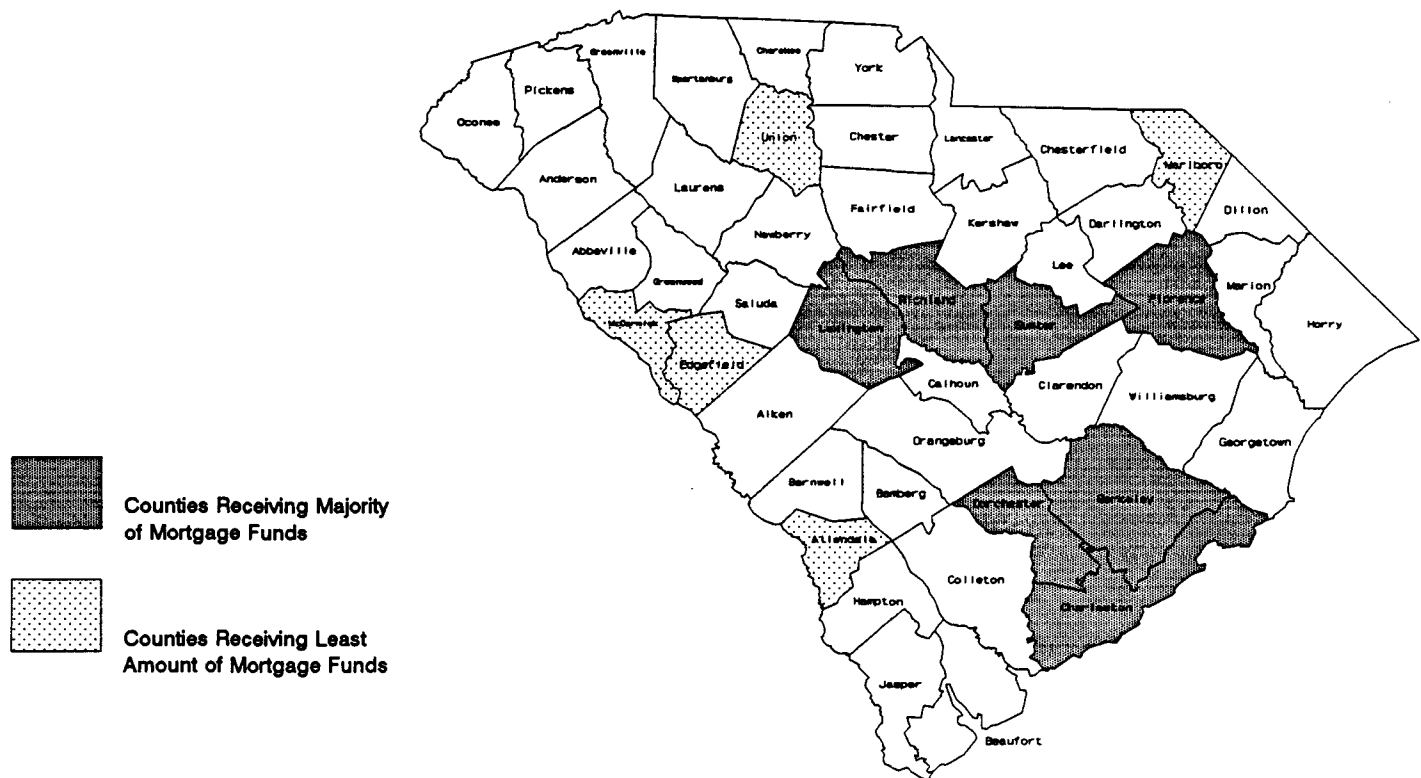 Greenville
Cherokee
Spartanburg
York
Pickens
Oconee
Union
Chester
Lancaster
Chesterfield
Marlboro
Anderson
Laurens
Fairfield
Kershaw
Darlington
Dillon
Abbeville
Newberry
Greenwood
Saluda
Lee
Richland
Lexington
Sumter
Florence
Marion
Horry
McCormick
Edgefield
Calhoun
Clarendon
Williamsburg
Aiken
Orangeburg
Georgetown
Barnwell
Bamberg
Dorchester
Berkeley
Allendale
Colleton
Hampton
Charleston
Jasper
Beaufort
Counties Receiving Majority
of Mortgage Funds
Counties Receiving Least
Amount of Mortgage Funds